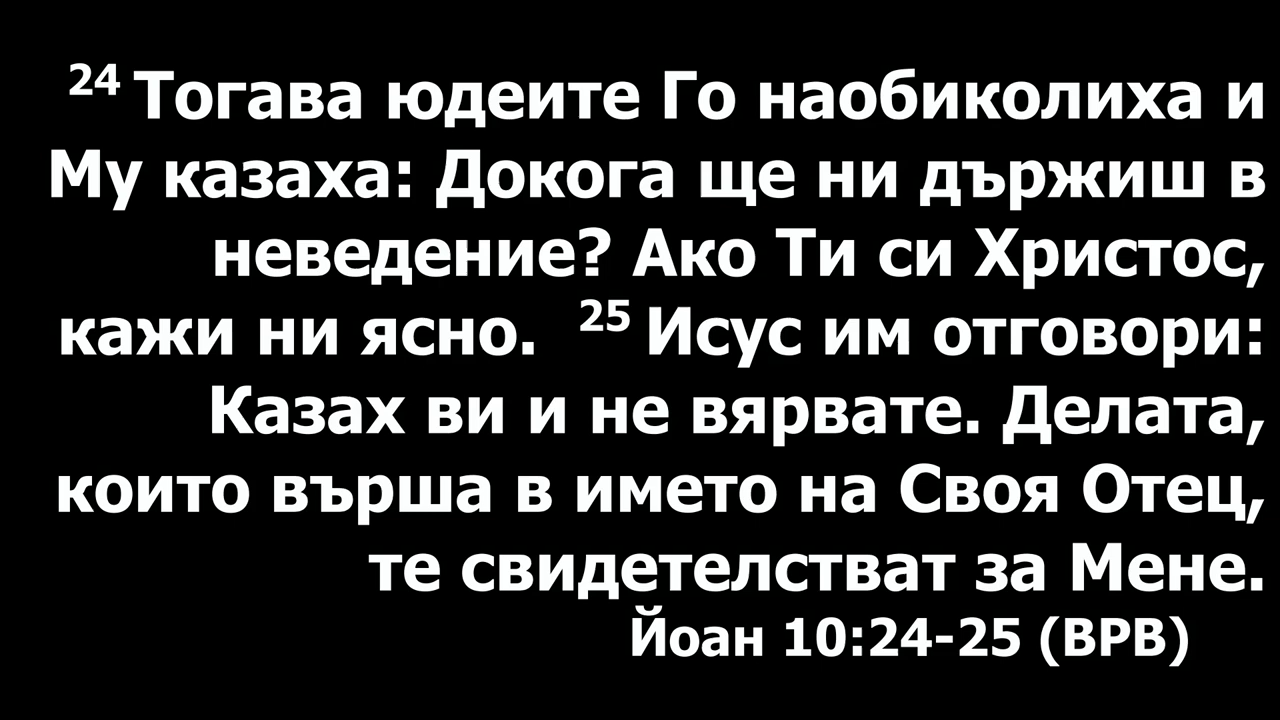 24 Тогава юдеите Го наобиколиха и
Му казаха: Докога ще ни държиш в
неведение? Ако Ти си Христос,
кажи ни ясно. 25 Исус им отговори:
Казах ви и не вярвате. Делата,
които върша в името на Своя Отец,
те свидетелстват за Мене.
Йоан 10:24-25 (ВРВ)